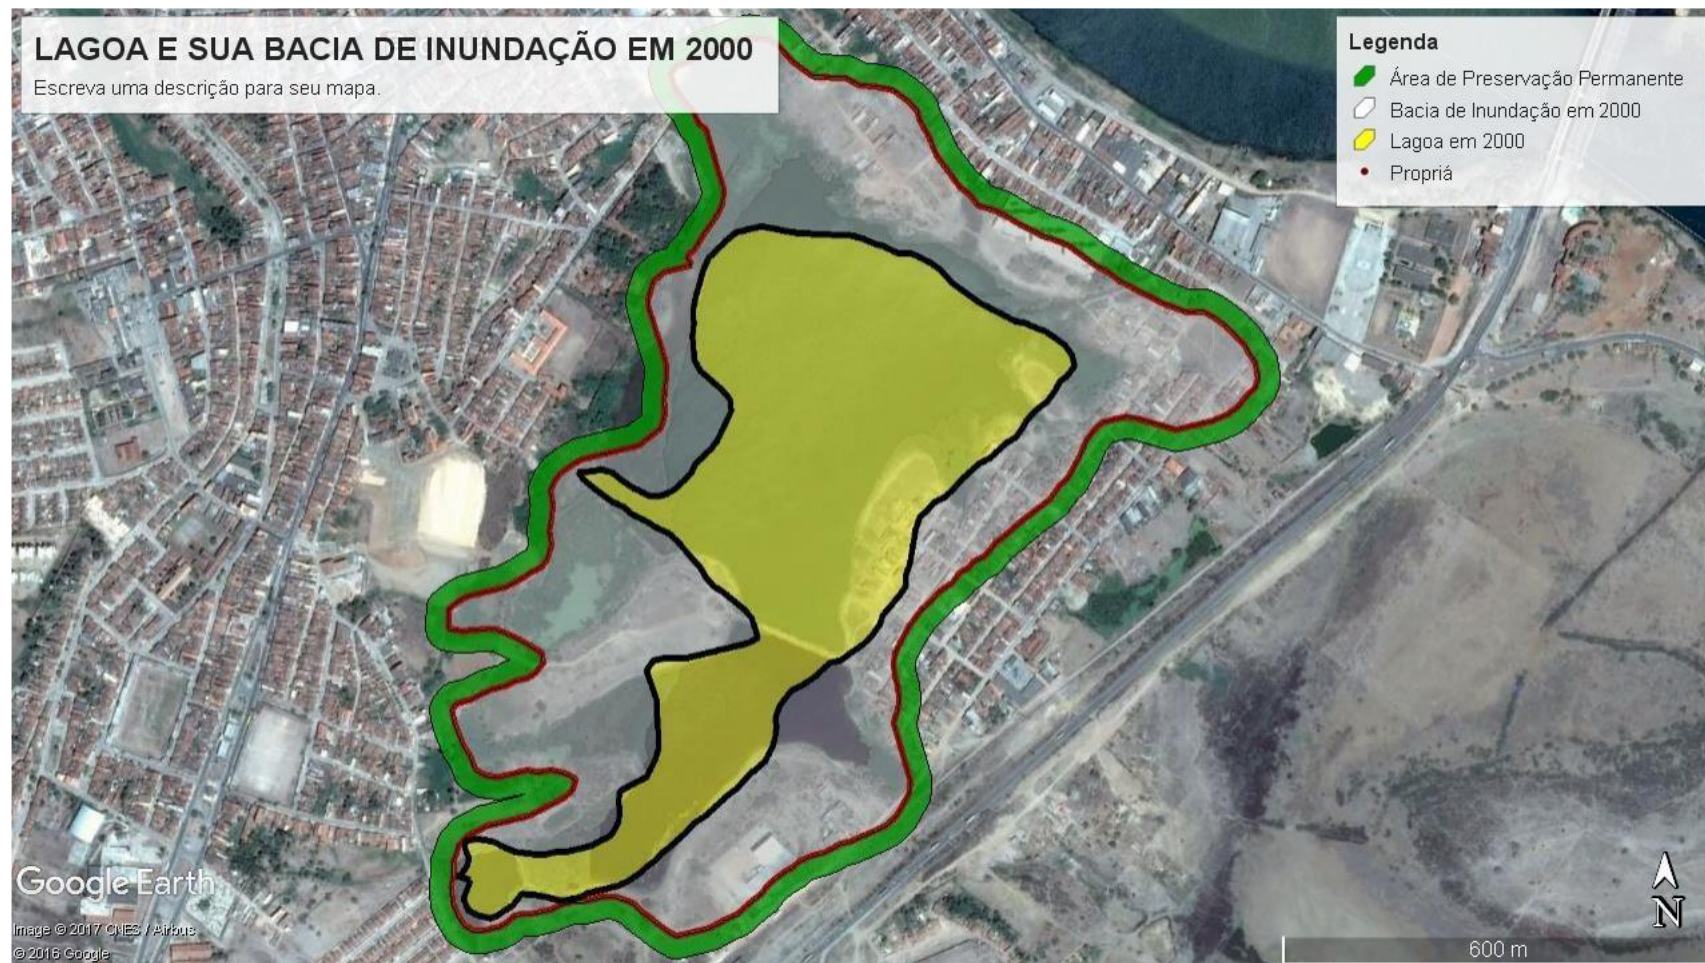 LAGOA E SUA BACIA DE INUNDAÇÃO EM 2000
Escreva uma descrição para seu mapa.
Legenda
Área de Preservação Permanente
Bacia de Inundação em 2000
Lagoa em 2000
Propriá
Google Earth
Image © 2017 CNES / Airbus
© 2016 Google
N
600 m